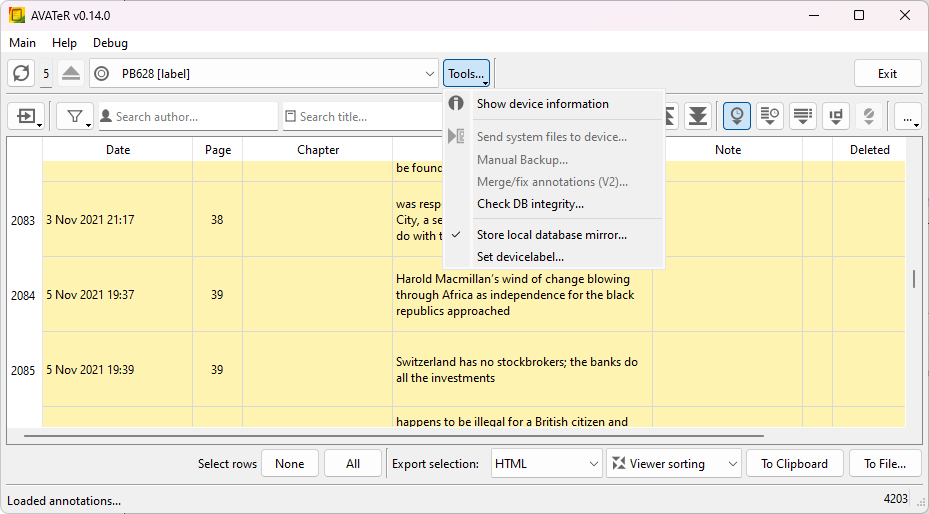 AVATeR v0.14.0
Main Help Debug
5 PB628 [label] Tools... Exit
Search author... Search title... id ...
Show device information
Send system files to device...
Manual Backup...
Merge/fix annotations (V2)...
Check DB integrity...
Store local database mirror...
Set devicelabel...
Date Page Chapter Note Deleted
be found
2083 3 Nov 2021 21:17 38
was resp
City, a se
do with t
2084 5 Nov 2021 19:37 39
Harold Macmillan's wind of change blowing
through Africa as independence for the black
republics approached
2085 5 Nov 2021 19:39 39
Switzerland has no stockbrokers; the banks do
all the investments
happens to be illegal for a British citizen and
Select rows None All Export selection: HTML Viewer sorting To Clipboard To File...
Loaded annotations... 4203